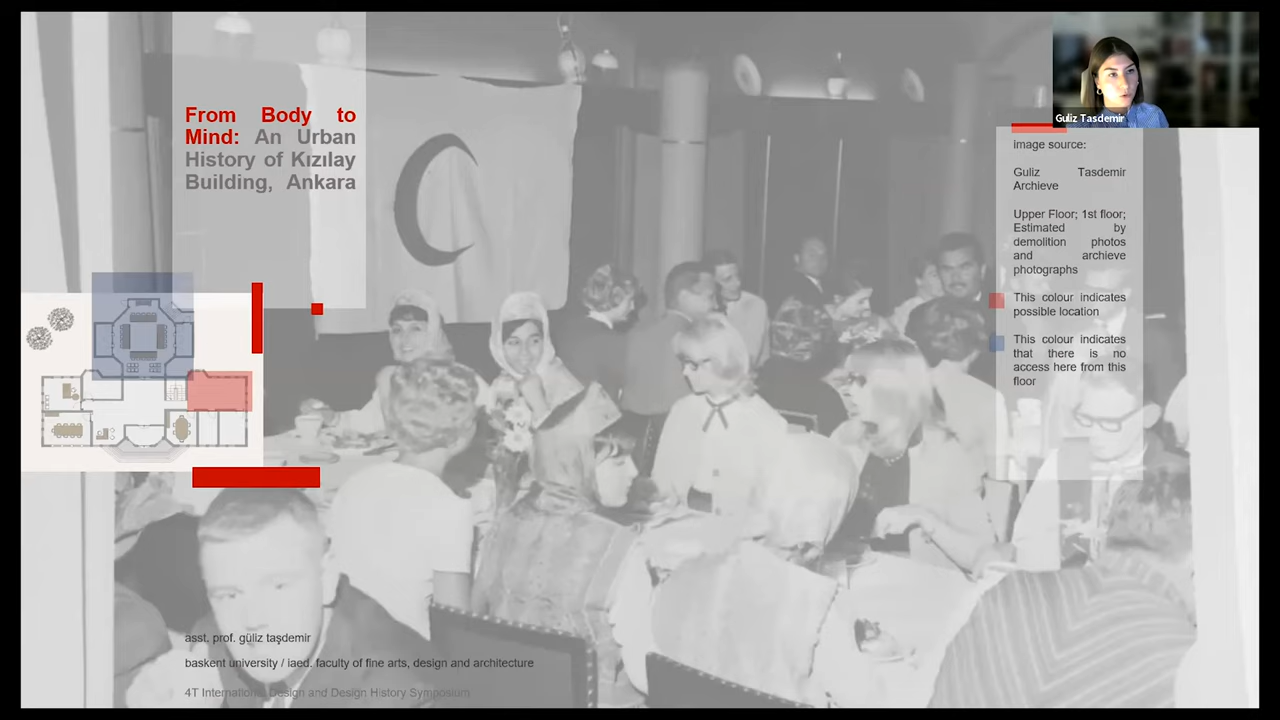 From Body to
Mind: An Urban
History of Kızılay
Building, Ankara
Guliz Tasdemir
image source:
Guliz Tasdemir
Archieve
Upper Floor; 1st floor;
Estimated by
demolition photos
and archieve
photographs
This colour indicates
possible location
This colour indicates
that there is no
access here from this
floor
asst. prof. güliz taşdemir
baskent university / iaed. faculty of fine arts, design and architecture
4T International Design and Design History Symposium